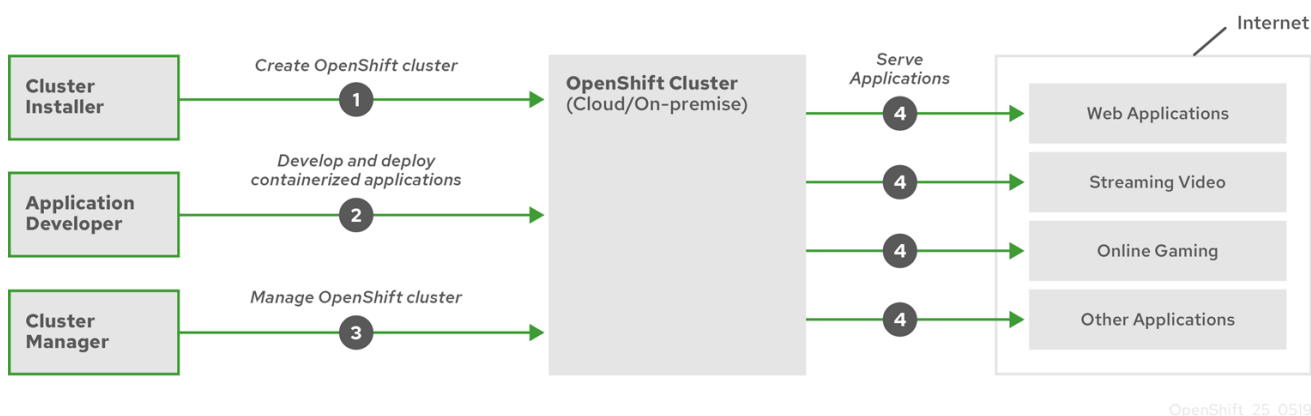 Internet
Cluster
Installer
Create OpenShift cluster
1
OpenShift Cluster
(Cloud/On-premise)
Serve
Applications
4
Web Applications
Application
Developer
Develop and deploy
containerized applications
2
4
Streaming Video
4
Online Gaming
Cluster
Manager
Manage OpenShift cluster
3
4
Other Applications
OpenShift_25_0519